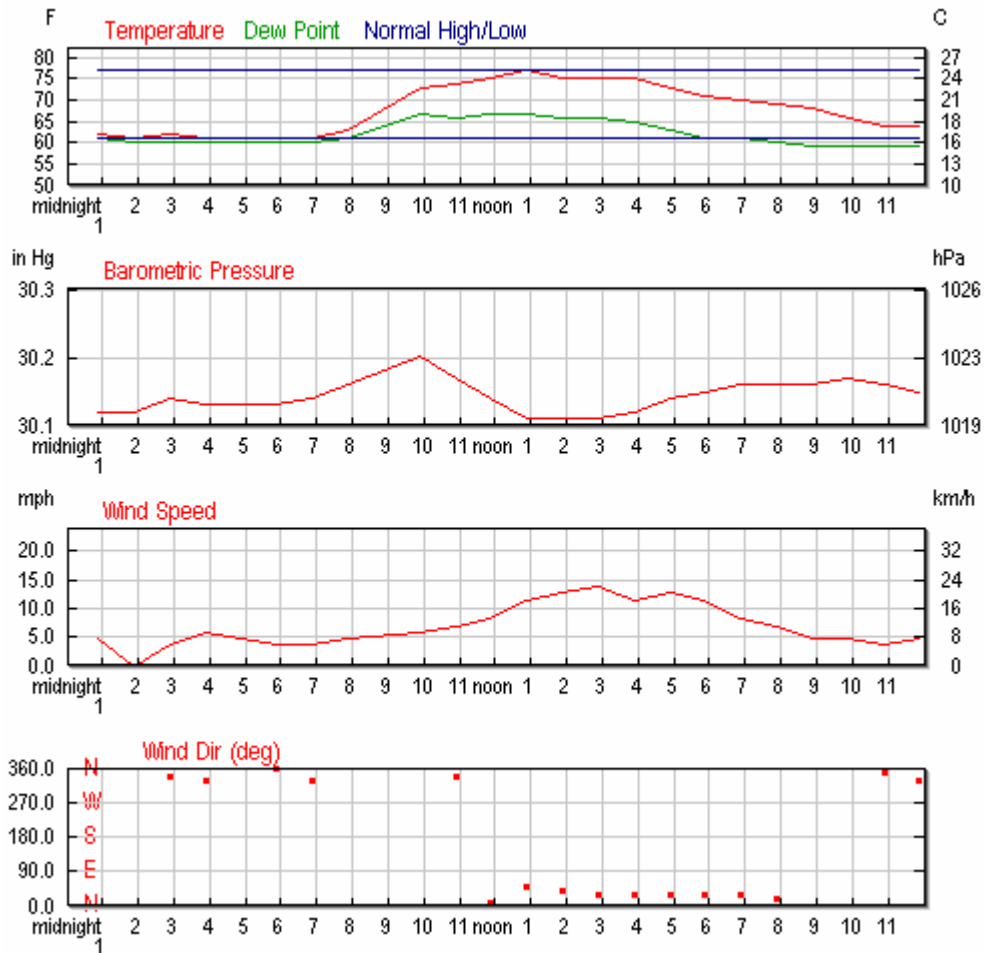 F C
Temperature Dew Point Normal High/Low
80 27
75 24
70 21
65 18
60 16
55 13
50 10
midnight 1 2 3 4 5 6 7 8 9 10 11 noon 1 2 3 4 5 6 7 8 9 10 11
in Hg hPa
Barometric Pressure
30.3 1026
30.2 1023
30.1 1019
midnight 1 2 3 4 5 6 7 8 9 10 11 noon 1 2 3 4 5 6 7 8 9 10 11
mph km/h
Wind Speed
20.0 32
15.0 24
10.0 16
5.0 8
0.0 0
midnight 1 2 3 4 5 6 7 8 9 10 11 noon 1 2 3 4 5 6 7 8 9 10 11
Wind Dir (deg)
360.0 N
270.0 W
180.0 S
90.0 E
0.0 N
midnight 1 2 3 4 5 6 7 8 9 10 11 noon 1 2 3 4 5 6 7 8 9 10 11